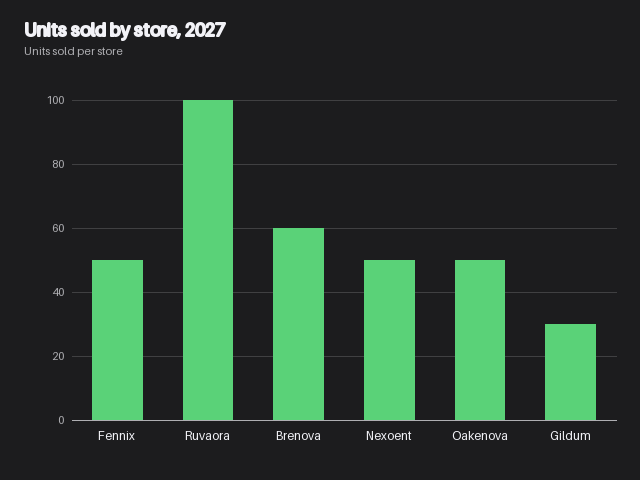 Units sold by store, 2027
Units sold per store
100
80
60
40
20
0
Fennix Ruvaora Brenova Nexoent Oakenova Gildum